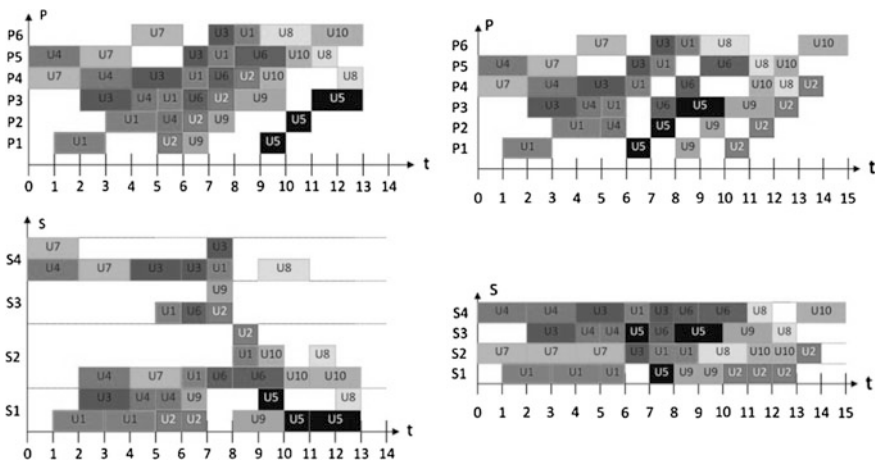 P
P6 U7 U3 U1 U8 U10
P5 U4 U7 U3 U1 U6 U10 U8
P4 U7 U4 U3 U1 U6 U2 U10 U8
P3 U3 U4 U1 U6 U2 U9 U5
P2 U1 U4 U2 U9 U5
P1 U1 U2 U9 U5
t
0 1 2 3 4 5 6 7 8 9 10 11 12 13 14
P
P6 U7 U3 U1 U8 U10
P5 U4 U7 U3 U1 U6 U8 U10
P4 U7 U4 U3 U1 U6 U10 U8 U2
P3 U3 U4 U1 U6 U5 U9 U2
P2 U1 U4 U5 U9 U2
P1 U1 U5 U9 U2
t
0 1 2 3 4 5 6 7 8 9 10 11 12 13 14 15
S
U7 U3
S4 U4 U7 U3 U3 U1 U8
U9
S3 U1 U6 U2
U2
S2 U1 U10 U8
U4 U7 U1 U6 U6 U10 U10
U3 U4 U4 U9 U5 U8
S1 U1 U1 U2 U2 U9 U5 U5
t
0 1 2 3 4 5 6 7 8 9 10 11 12 13 14
S
S4 U4 U4 U3 U1 U3 U6 U6 U8 U10
S3 U3 U4 U4 U5 U6 U5 U9 U8
S2 U7 U7 U7 U3 U1 U1 U8 U10 U10 U2
S1 U1 U1 U1 U5 U9 U9 U2 U2 U2
t
0 1 2 3 4 5 6 7 8 9 10 11 12 13 14 15